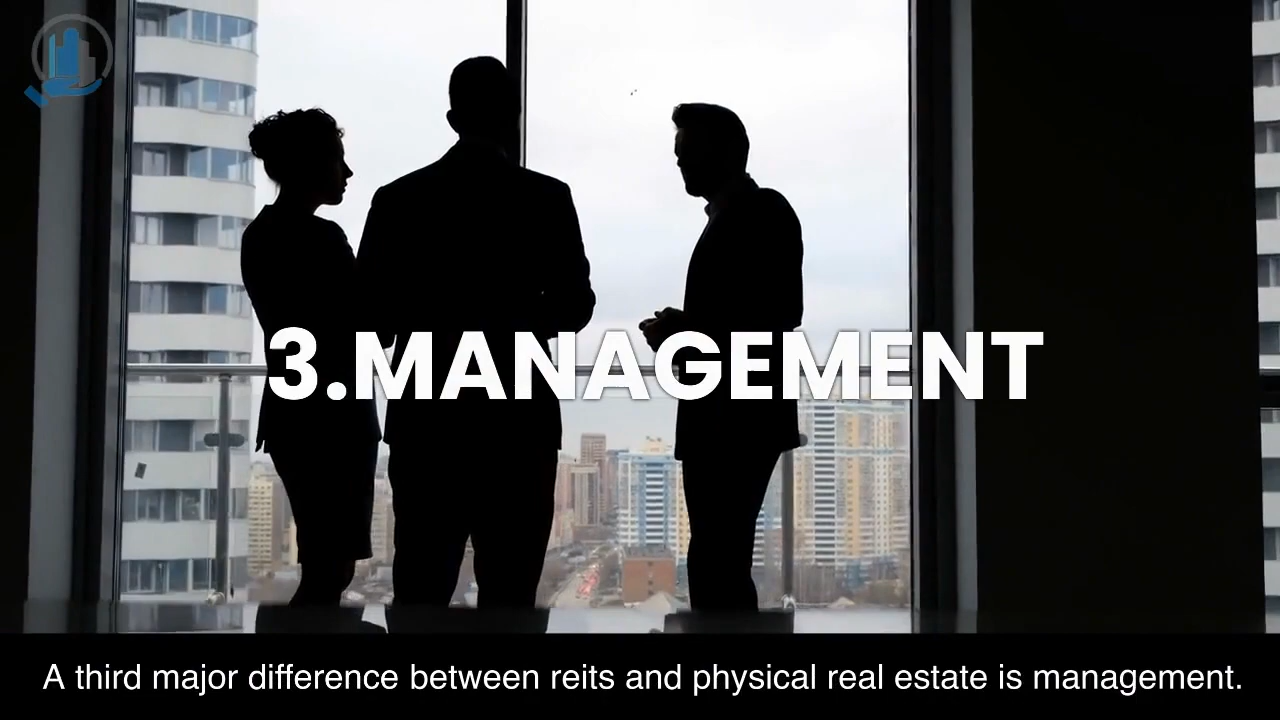 3.MANAGEMENT
A third major difference between reits and physical real estate is management.